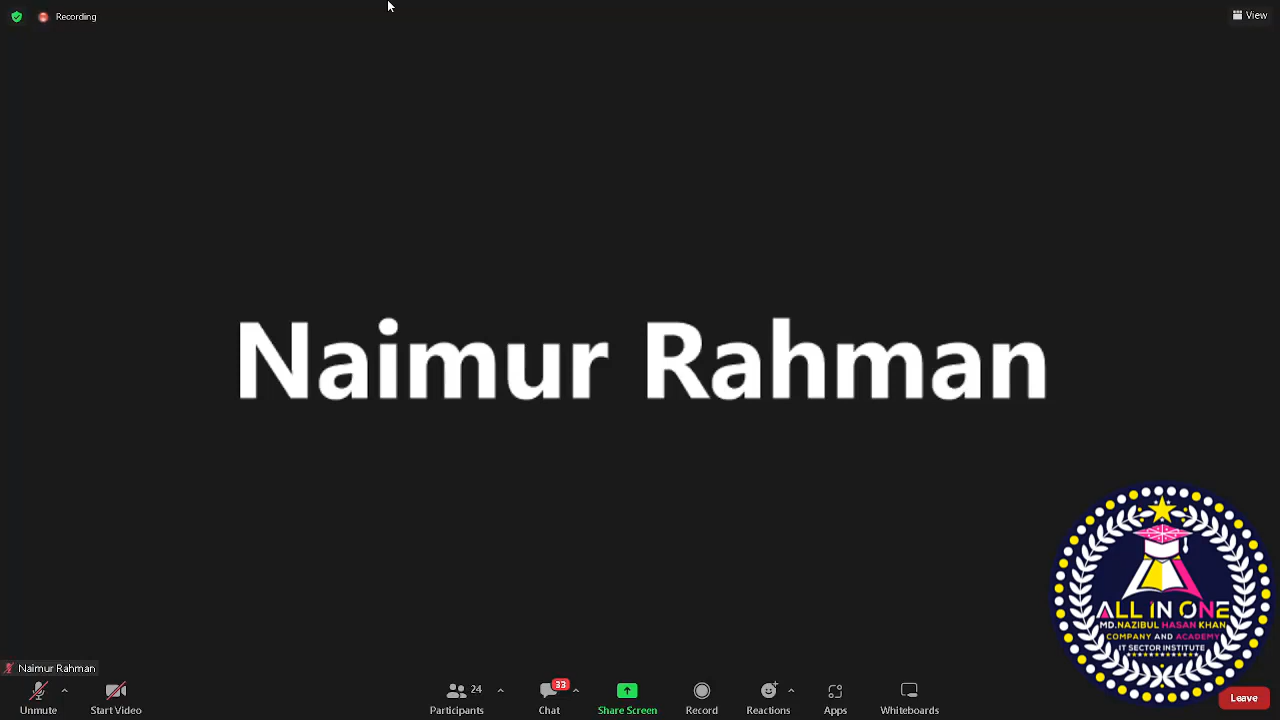 Recording
View
Naimur Rahman
ALL IN ONE
MD.NAZIBUL HASAN KHAN
COMPANY AND ACADEMY
IT SECTOR INSTITUTE
Naimur Rahman
24
33
Unmute
Start Video
Participants
Chat
Share Screen
Record
Reactions
Apps
Whiteboards
Leave